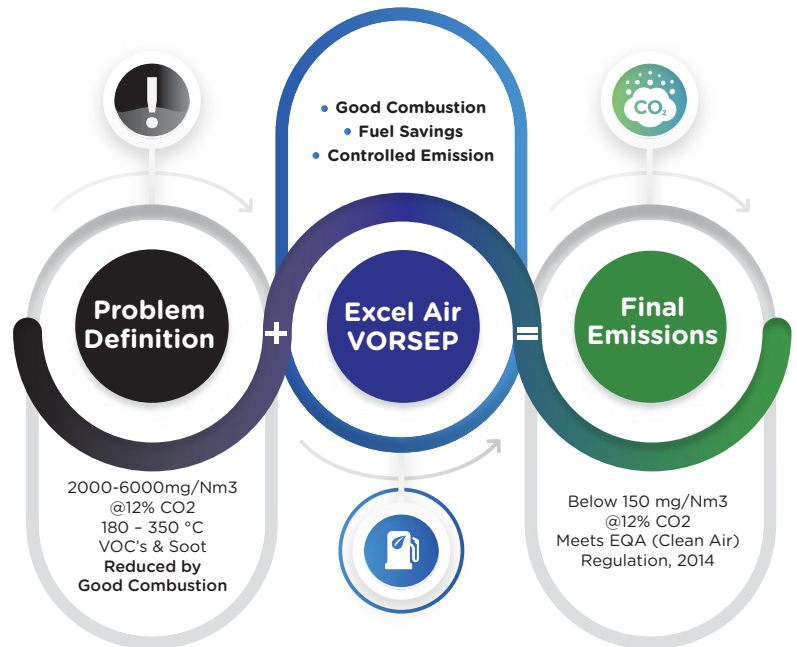 • Good Combustion
• Fuel Savings
• Controlled Emission
CO₂
Problem
Definition
+
Excel Air
VORSEP
=
Final
Emissions
2000-6000mg/Nm3
@12% CO2
180 – 350 °C
VOC's & Soot
Reduced by
Good Combustion
Below 150 mg/Nm3
@12% CO2
Meets EQA (Clean Air)
Regulation, 2014